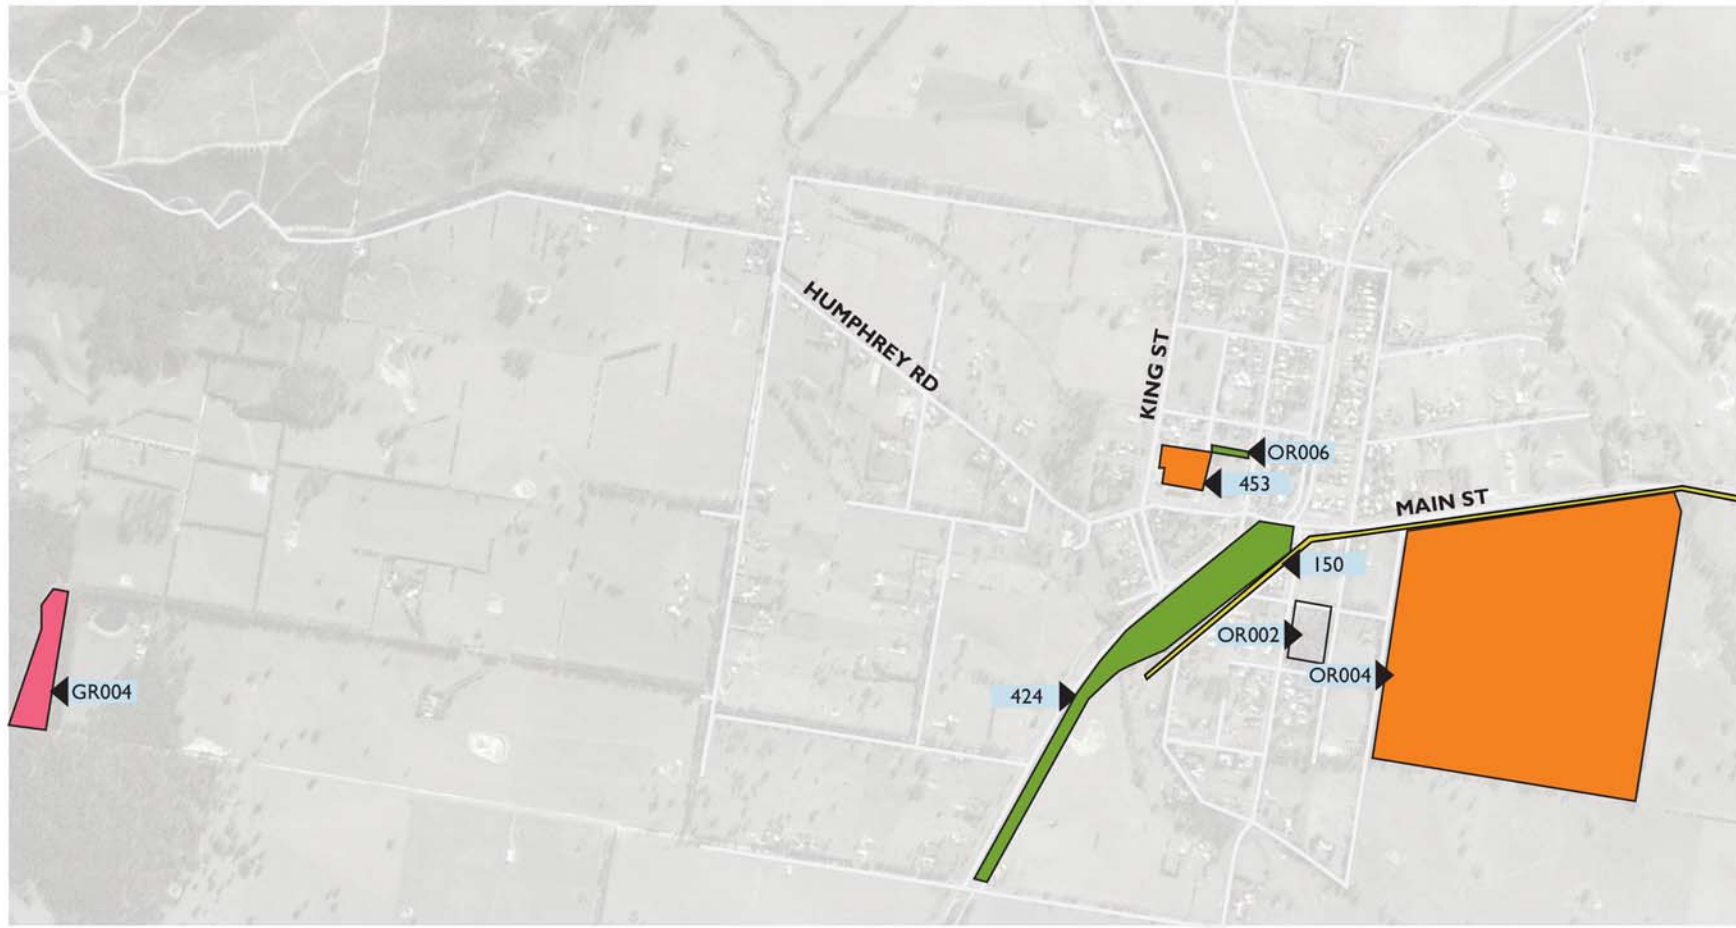 HUMPHREY RD
KING ST
OR006
453
MAIN ST
150
OR002
OR004
GR004
424